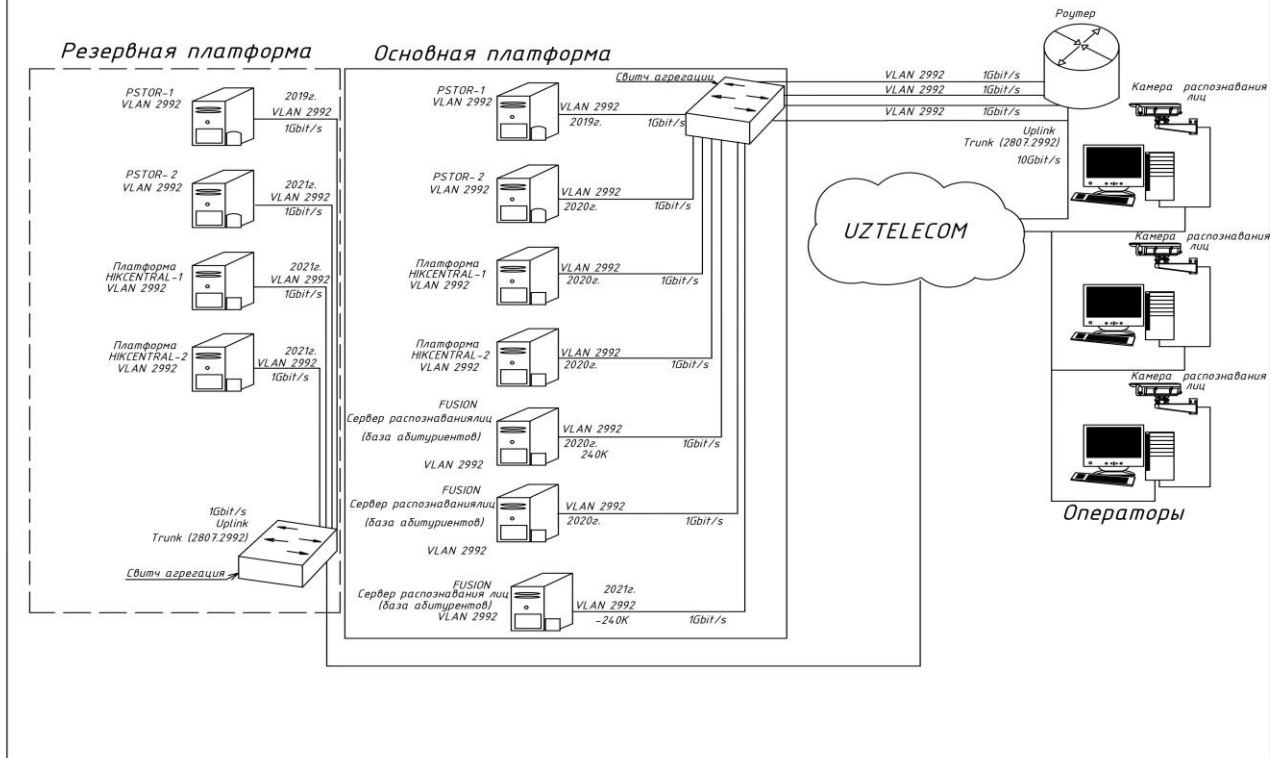 Резервная платформа
PSTOR-1
VLAN 2992
2019г.
VLAN 2992
1Gbit/s
PSTOR-2
VLAN 2992
2021г.
VLAN 2992
1Gbit/s
Платформа
HIKCENTRAL-1
VLAN 2992
2021г.
VLAN 2992
1Gbit/s
Платформа
HIKCENTRAL-2
VLAN 2992
2021г.
VLAN 2992
1Gbit/s
1Gbit/s
Uplink
Trunk (2807.2992)
Свитч агрегация
Основная платформа
Свитч агрегации
PSTOR-1
VLAN 2992
VLAN 2992
2019г.
1Gbit/s
PSTOR-2
VLAN 2992
VLAN 2992
2020г.
1Gbit/s
Платформа
HIKCENTRAL-1
VLAN 2992
VLAN 2992
2020г.
1Gbit/s
Платформа
HIKCENTRAL-2
VLAN 2992
VLAN 2992
2020г.
1Gbit/s
FUSION
Сервер распознаваниялиц
(база абитуриентов)
VLAN 2992
VLAN 2992
2020г.
240K
1Gbit/s
FUSION
Сервер распознаваниялиц
(база абитуриентов)
VLAN 2992
VLAN 2992
2020г.
1Gbit/s
FUSION
Сервер распознавания лиц
(база абитурентов)
VLAN 2992
2021г.
VLAN 2992
-240K
1Gbit/s
Роутер
VLAN 2992 1Gbit/s
VLAN 2992 1Gbit/s
VLAN 2992 1Gbit/s
Uplink
Trunk (2807.2992)
10Gbit/s
UZTELECOM
Камера распознавания
лиц
Камера распознавания
лиц
Камера распознавания
лиц
Операторы